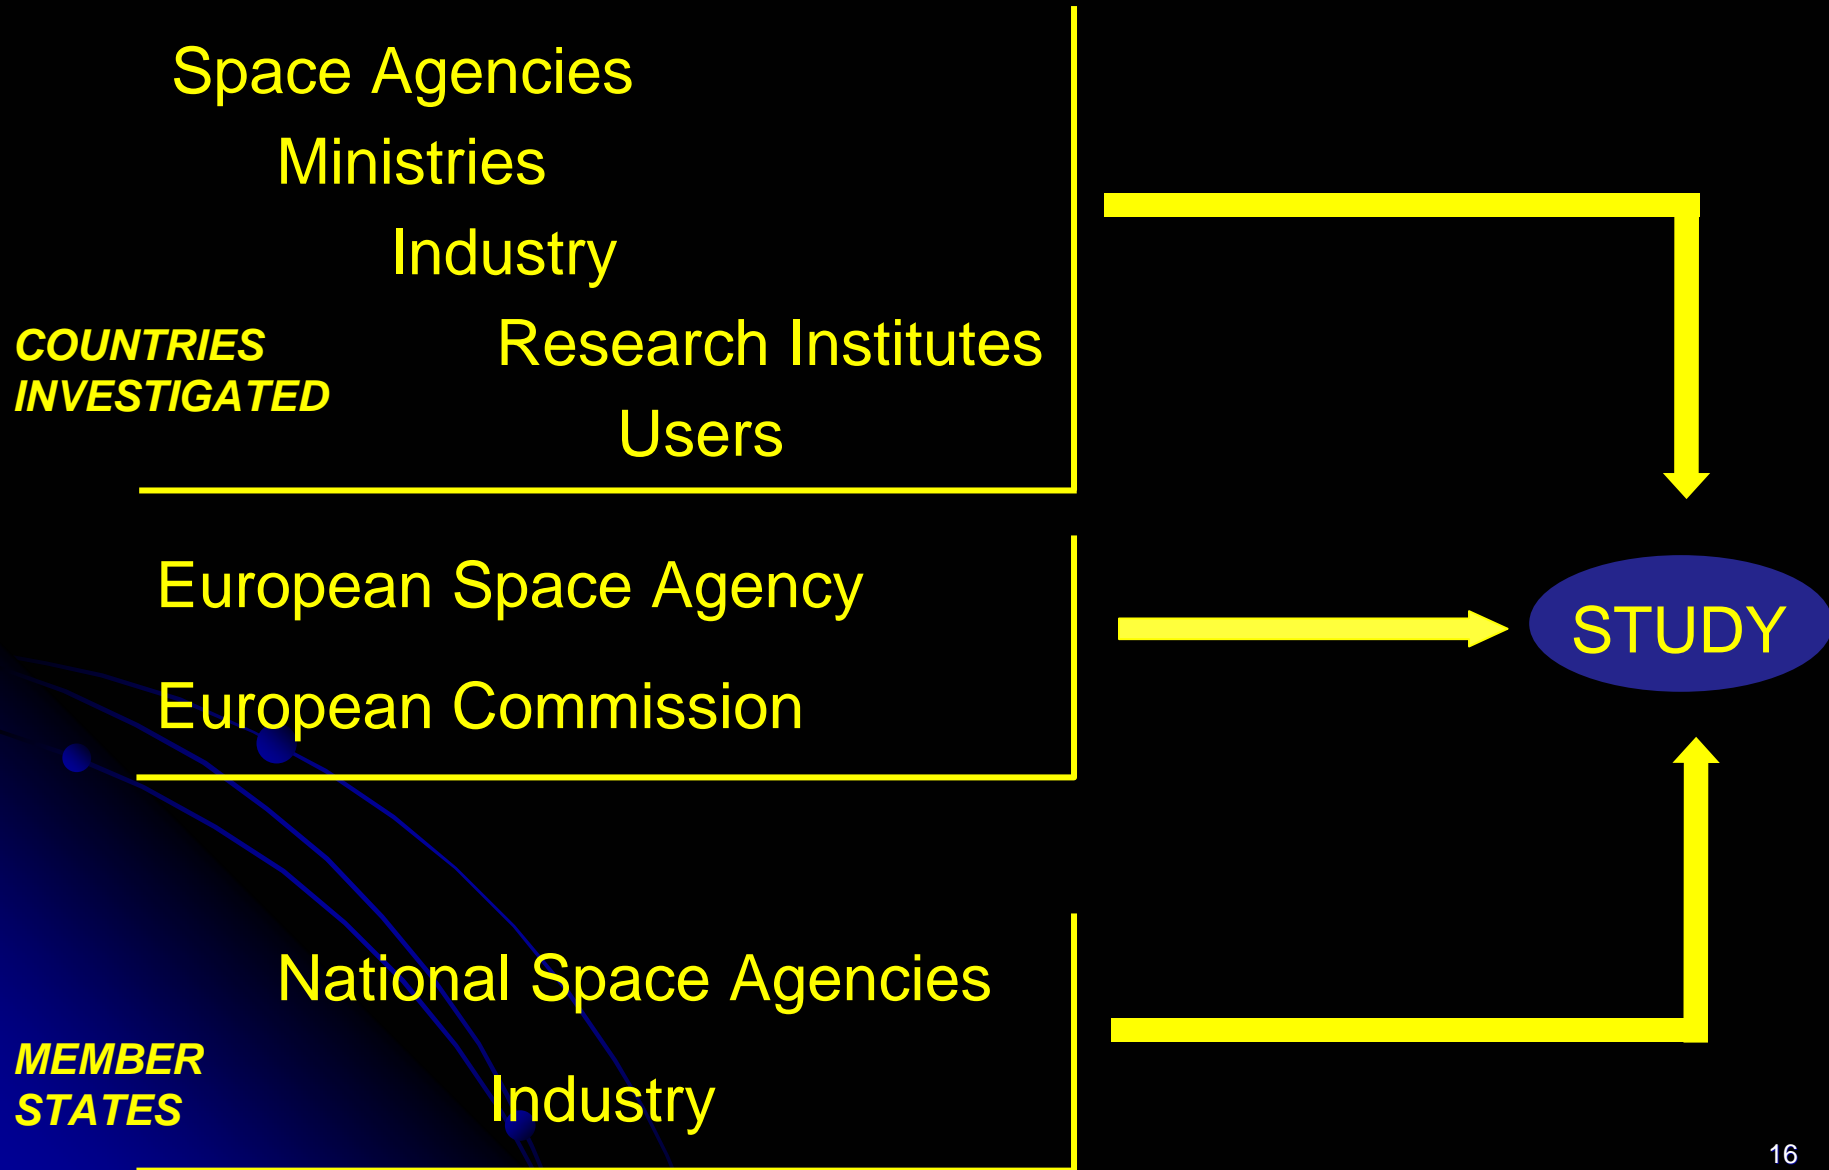 Space Agencies
Ministries
Industry
Research Institutes
COUNTRIES
INVESTIGATED
Users
European Space Agency
STUDY
European Commission
National Space Agencies
MEMBER
STATES
Industry
16